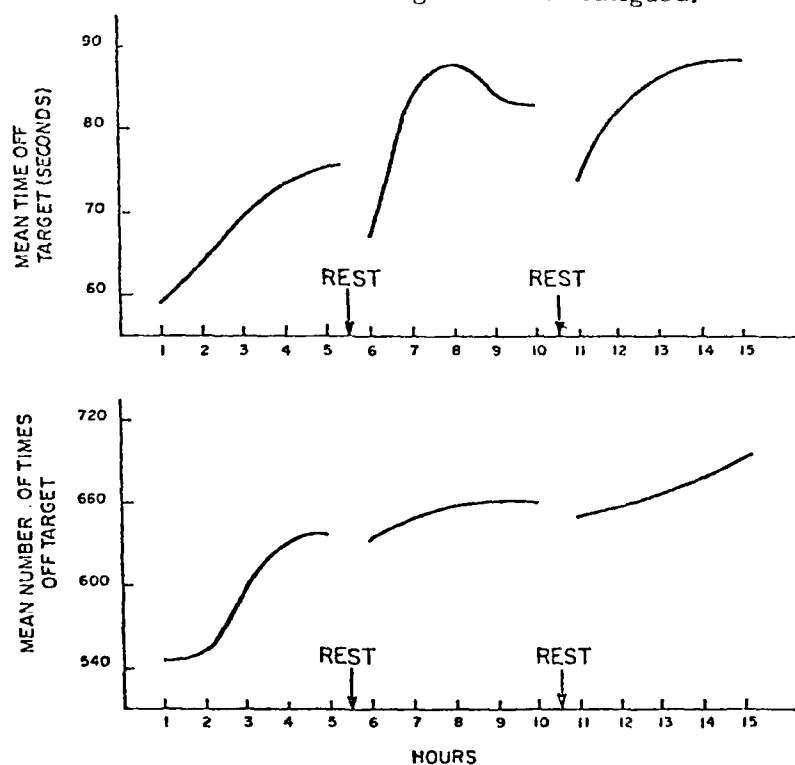 fatigued,
MEAN TIME OFF
TARGET (SECONDS)
90
80
70
60
REST
REST
1 2 3 4 5 6 7 8 9 10 11 12 13 14 15
MEAN NUMBER . OF TIMES
OFF TARGET
720
660
600
540
REST
REST
1 2 3 4 5 6 7 8 9 10 11 12 13 14 15
HOURS